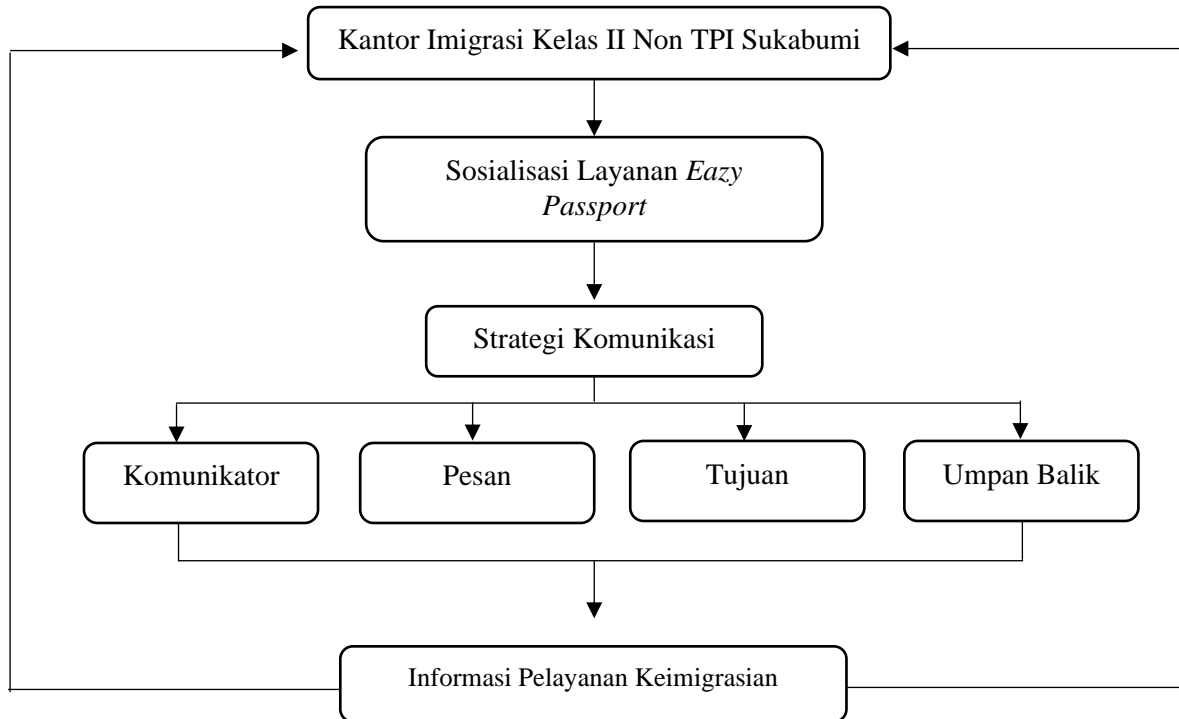 Kantor Imigrasi Kelas II Non TPI Sukabumi
Sosialisasi Layanan Eazy
Passport
Strategi Komunikasi
Komunikator
Pesan
Tujuan
Umpan Balik
Informasi Pelayanan Keimigrasian